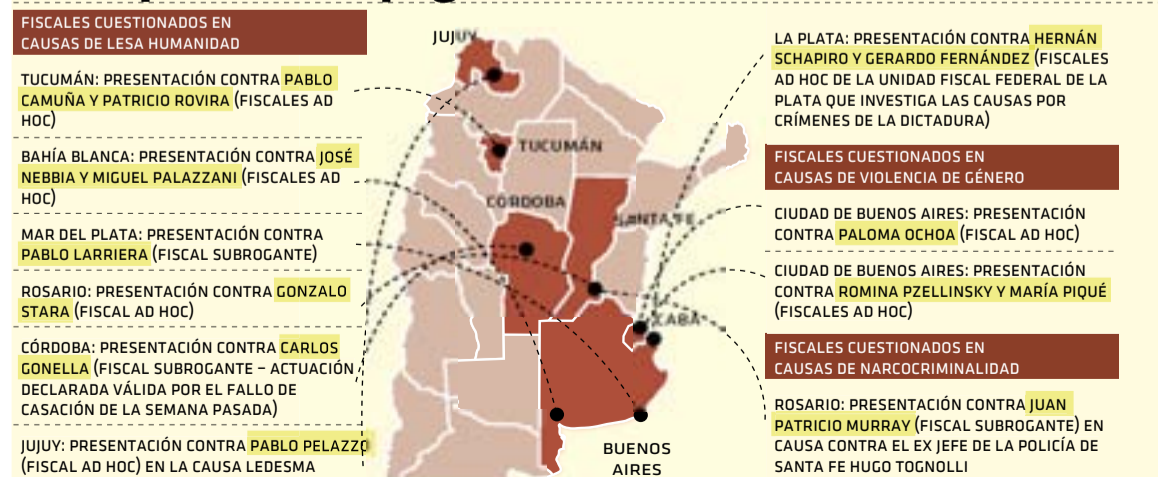 FISCALES CUESTIONADOS EN
CAUSAS DE LESA HUMANIDAD
TUCUMÁN: PRESENTACIÓN CONTRA PABLO
CAMUÑA Y PATRICIO ROVIRA (FISCALES AD
HOC)
BAHÍA BLANCA: PRESENTACIÓN CONTRA JOSÉ
NEBBIA Y MIGUEL PALAZZANI (FISCALES AD
HOC)
MAR DEL PLATA: PRESENTACIÓN CONTRA
PABLO LARRIERA (FISCAL SUBROGANTE)
ROSARIO: PRESENTACIÓN CONTRA GONZALO
STARA (FISCAL AD HOC)
CÓRDOBA: PRESENTACIÓN CONTRA CARLOS
GONELLA (FISCAL SUBROGANTE – ACTUACIÓN
DECLARADA VÁLIDA POR EL FALLO DE
CASACIÓN DE LA SEMANA PASADA)
JUJUY: PRESENTACIÓN CONTRA PABLO PELAZZO
(FISCAL AD HOC) EN LA CAUSA LEDESMA
JUJUY
TUCUMÁN
CÓRDOBA
SANTA FE
CABA
BUENOS
AIRES
LA PLATA: PRESENTACIÓN CONTRA HERNÁN
SCHAPIRO Y GERARDO FERNÁNDEZ (FISCALES
AD HOC DE LA UNIDAD FISCAL FEDERAL DE LA
PLATA QUE INVESTIGA LAS CAUSAS POR
CRÍMENES DE LA DICTADURA)
FISCALES CUESTIONADOS EN
CAUSAS DE VIOLENCIA DE GÉNERO
CIUDAD DE BUENOS AIRES: PRESENTACIÓN
CONTRA PALOMA OCHOA (FISCAL AD HOC)
CIUDAD DE BUENOS AIRES: PRESENTACIÓN
CONTRA ROMINA PZELLINSKY Y MARÍA PIQUÉ
(FISCALES AD HOC)
FISCALES CUESTIONADOS EN
CAUSAS DE NARCOCRIMINALIDAD
ROSARIO: PRESENTACIÓN CONTRA JUAN
PATRICIO MURRAY (FISCAL SUBROGANTE) EN
CAUSA CONTRA EL EX JEFE DE LA POLICÍA DE
SANTA FE HUGO TOGNOLLI